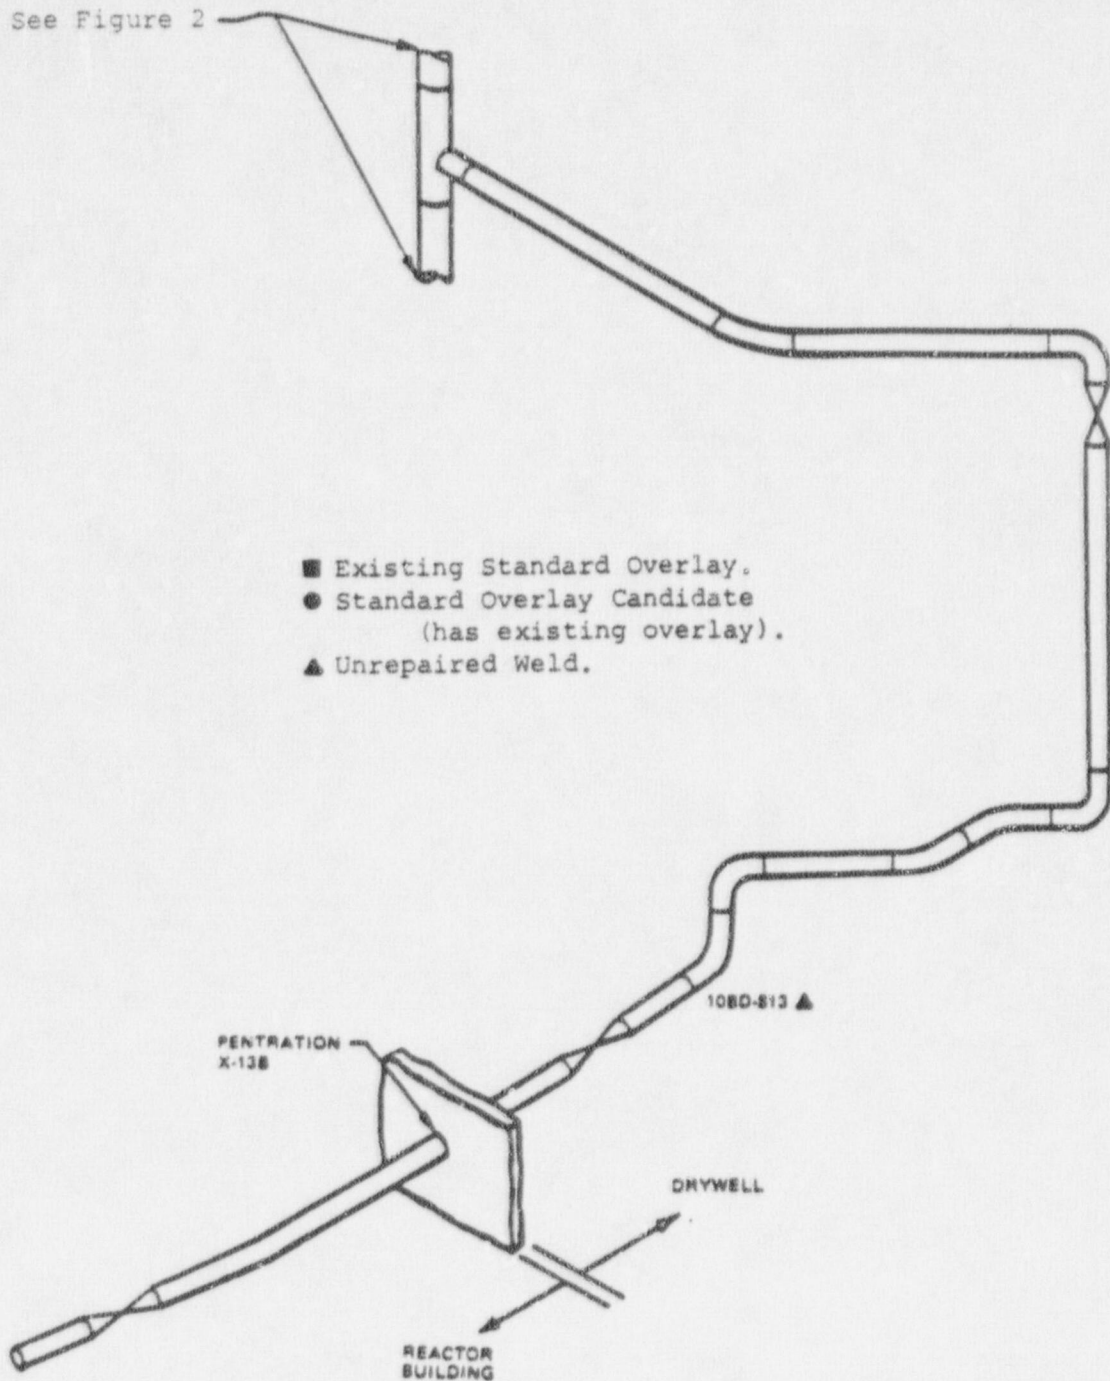 See Figure 2
■ Existing Standard Overlay.
● Standard Overlay Candidate
(has existing overlay).
▲ Unrepaired Weld.
10BD-S13 ▲
PENTRATION
X-13B
DRYWELL
REACTOR
BUILDING